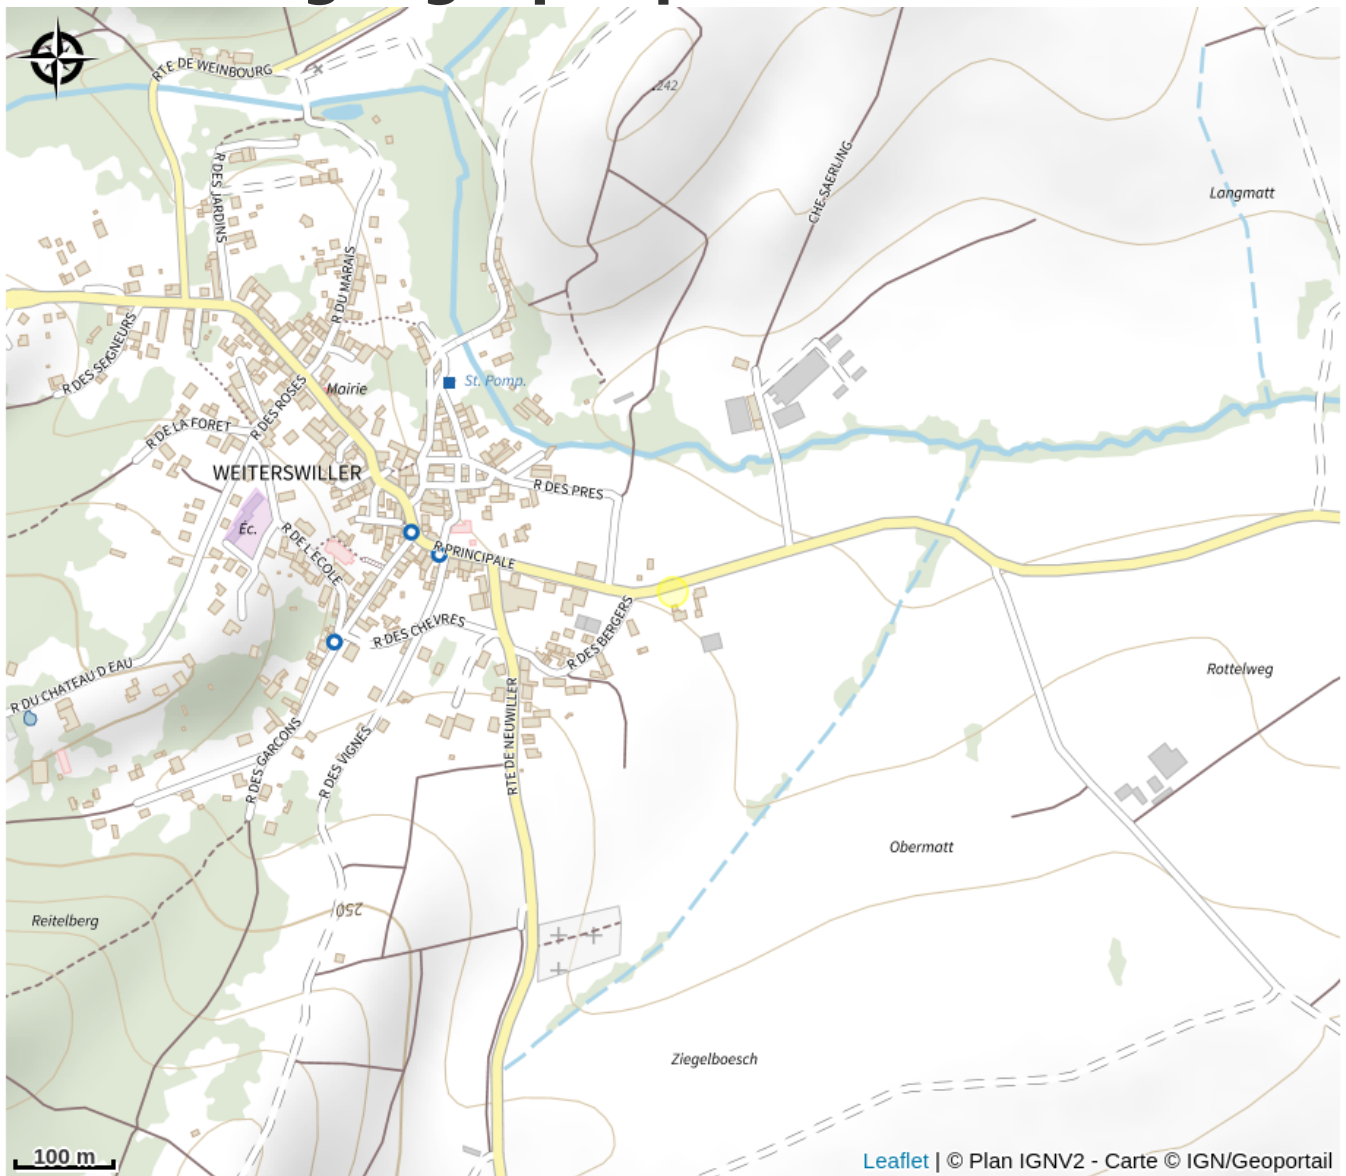 RTE DE WEINBOURG
242
R DES JARDINS
CHE SAERLING
Langmatt
R DU MARAIS
R DES SEIGNEURS
St. Pomp.
Mairie
R DES ROSES
R DE LA FORET
WEITERSWILLER
R DES PRES
Éc.
R DE L'ECOLE
R PRINCIPALE
R DES CHEVRES
R DES BERGERS
R DU CHATEAU D EAU
Rottelweg
RTE DE NEUWILLER
R DES GARCONS
R DES VIGNES
Obermatt
250
Reitelberg
Ziegelboesch
100 m
Leaflet | © Plan IGNV2 - Carte © IGN/Geoportail